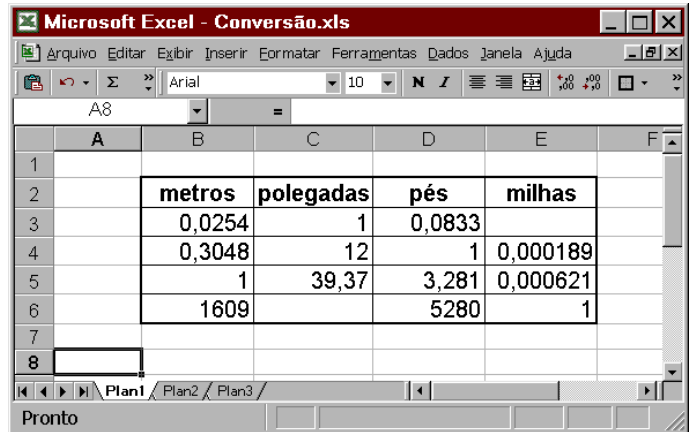 Microsoft Excel - Conversão.xls
Arquivo Editar Exibir Inserir Formatar Ferramentas Dados Janela Ajuda
Σ » Arial 10 N I ,00 ,00 »
A8 =
A B C D E F
1
2 metros polegadas pés milhas
3 0,0254 1 0,0833
4 0,3048 12 1 0,000189
5 1 39,37 3,281 0,000621
6 1609 5280 1
7
8
Plan1 Plan2 Plan3
Pronto